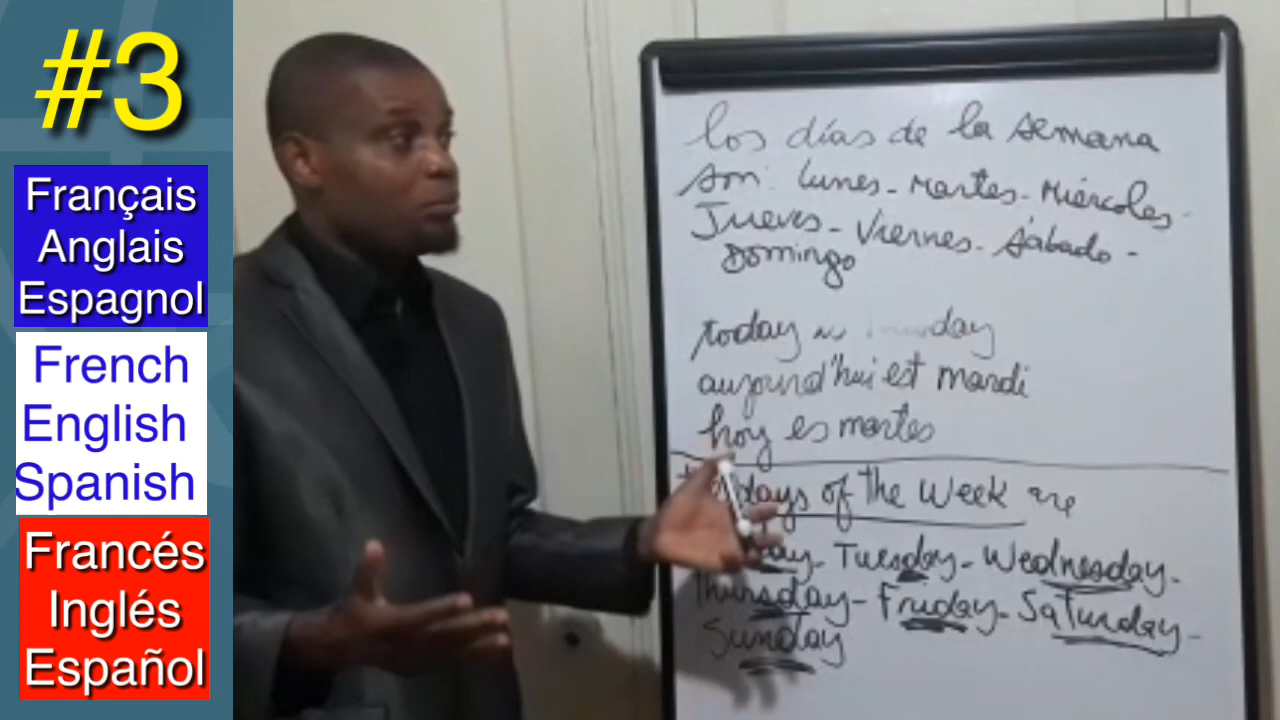 #3
Français
Anglais
Espagnol
French
English
Spanish
Francés
Inglés
Español
los días de la semana
son: Lunes - Martes - Miércoles -
Jueves - Viernes - Sábado -
Domingo
today is
aujourd'hui est mardi
hoy es martes
days of the Week are
Tuesday - Wednesday -
Thursday - Friday - Saturday -
Sunday